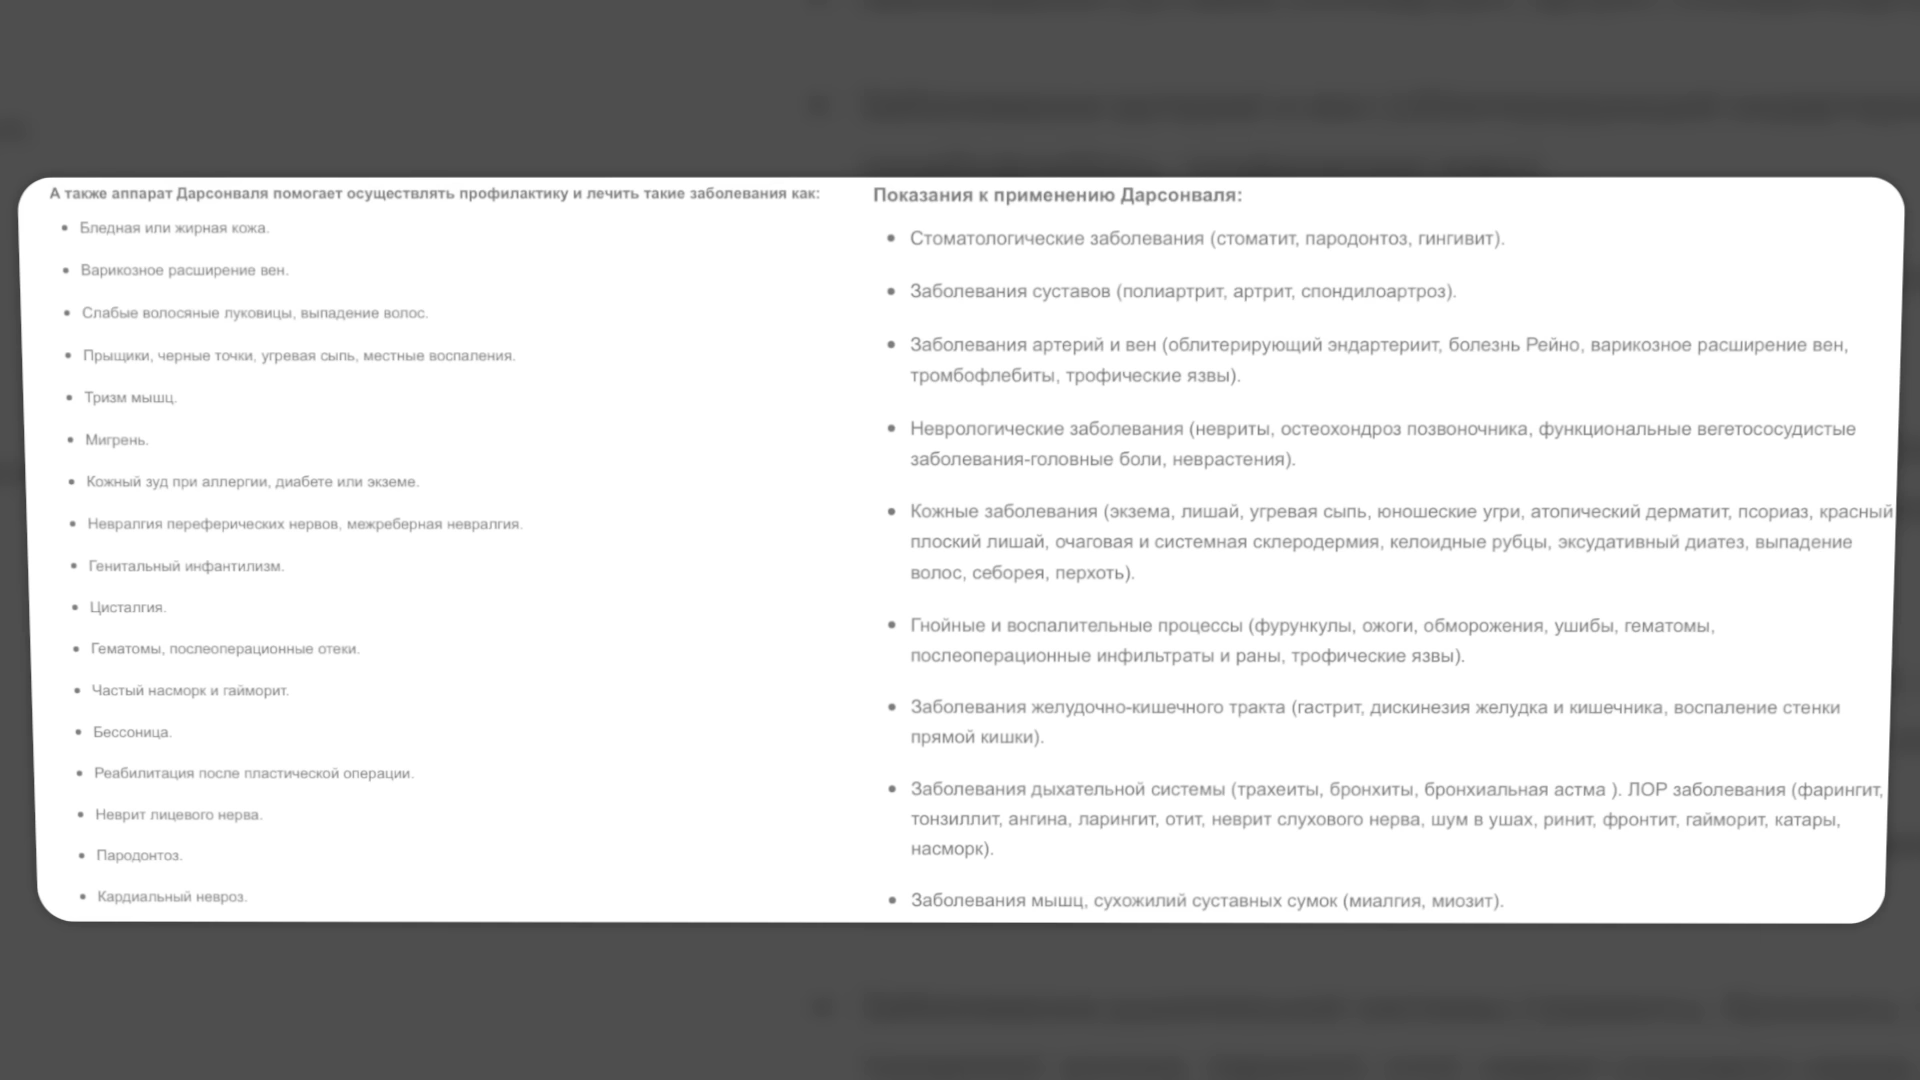 А также аппарат Дарсонваля помогает осуществлять профилактику и лечить такие заболевания как:
Бледная или жирная кожа.
Варикозное расширение вен.
Слабые волосяные луковицы, выпадение волос.
Прыщики, черные точки, угревая сыпь, местные воспаления.
Тризм мышц.
Мигрень.
Кожный зуд при аллергии, диабете или экземе.
Невралгия переферических нервов, межреберная невралгия.
Генитальный инфантилизм.
Цисталгия.
Гематомы, послеоперационные отеки.
Частый насморк и гайморит.
Бессоница.
Реабилитация после пластической операции.
Неврит лицевого нерва.
Пародонтоз.
Кардиальный невроз.
Показания к применению Дарсонваля:
Стоматологические заболевания (стоматит, пародонтоз, гингивит).
Заболевания суставов (полиартрит, артрит, спондилоартроз).
Заболевания артерий и вен (облитерирующий эндартериит, болезнь Рейно, варикозное расширение вен,
тромбофлебиты, трофические язвы).
Неврологические заболевания (невриты, остеохондроз позвоночника, функциональные вегетососудистые
заболевания-головные боли, неврастения).
Кожные заболевания (экзема, лишай, угревая сыпь, юношеские угри, атопический дерматит, псориаз, красный
плоский лишай, очаговая и системная склеродермия, келоидные рубцы, эксудативный диатез, выпадение
волос, себорея, перхоть).
Гнойные и воспалительные процессы (фурункулы, ожоги, обморожения, ушибы, гематомы,
послеоперационные инфильтраты и раны, трофические язвы).
Заболевания желудочно-кишечного тракта (гастрит, дискинезия желудка и кишечника, воспаление стенки
прямой кишки).
Заболевания дыхательной системы (трахеиты, бронхиты, бронхиальная астма ). ЛОР заболевания (фарингит,
тонзиллит, ангина, ларингит, отит, неврит слухового нерва, шум в ушах, ринит, фронтит, гайморит, катары,
насморк).
Заболевания мышц, сухожилий суставных сумок (миалгия, миозит).